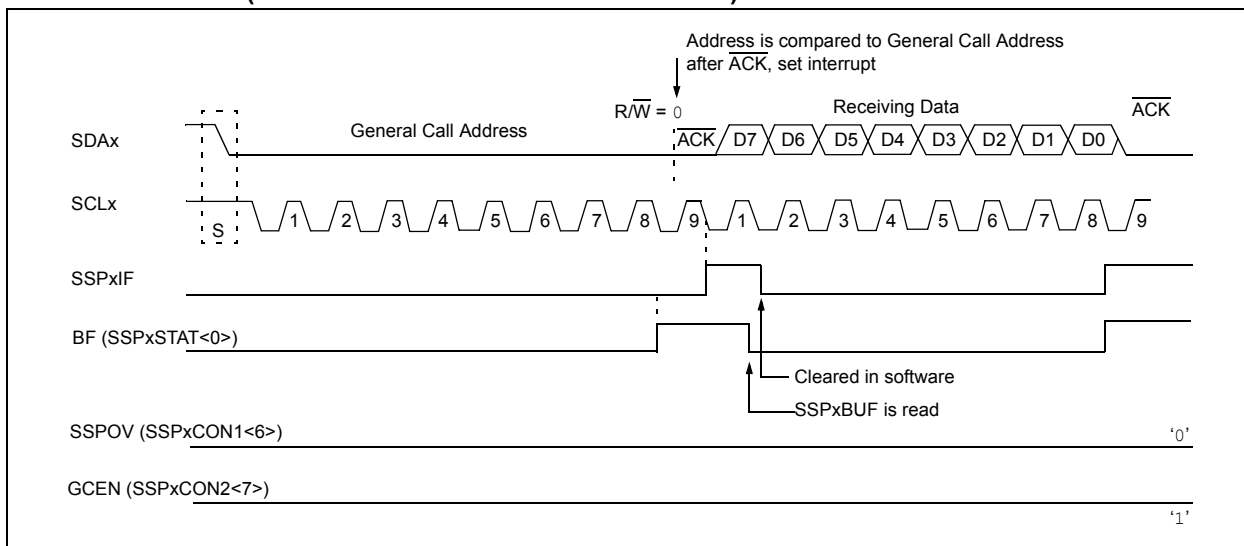 Address is compared to General Call Address
after ACK, set interrupt
R/W = 0
Receiving Data
ACK
SDAx
General Call Address
ACK D7 D6 D5 D4 D3 D2 D1 D0
SCLx
S
1 2 3 4 5 6 7 8 9 1 2 3 4 5 6 7 8 9
SSPxIF
BF (SSPxSTAT<0>)
Cleared in software
SSPxBUF is read
SSPOV (SSPxCON1<6>)
‘0’
GCEN (SSPxCON2<7>)
‘1’